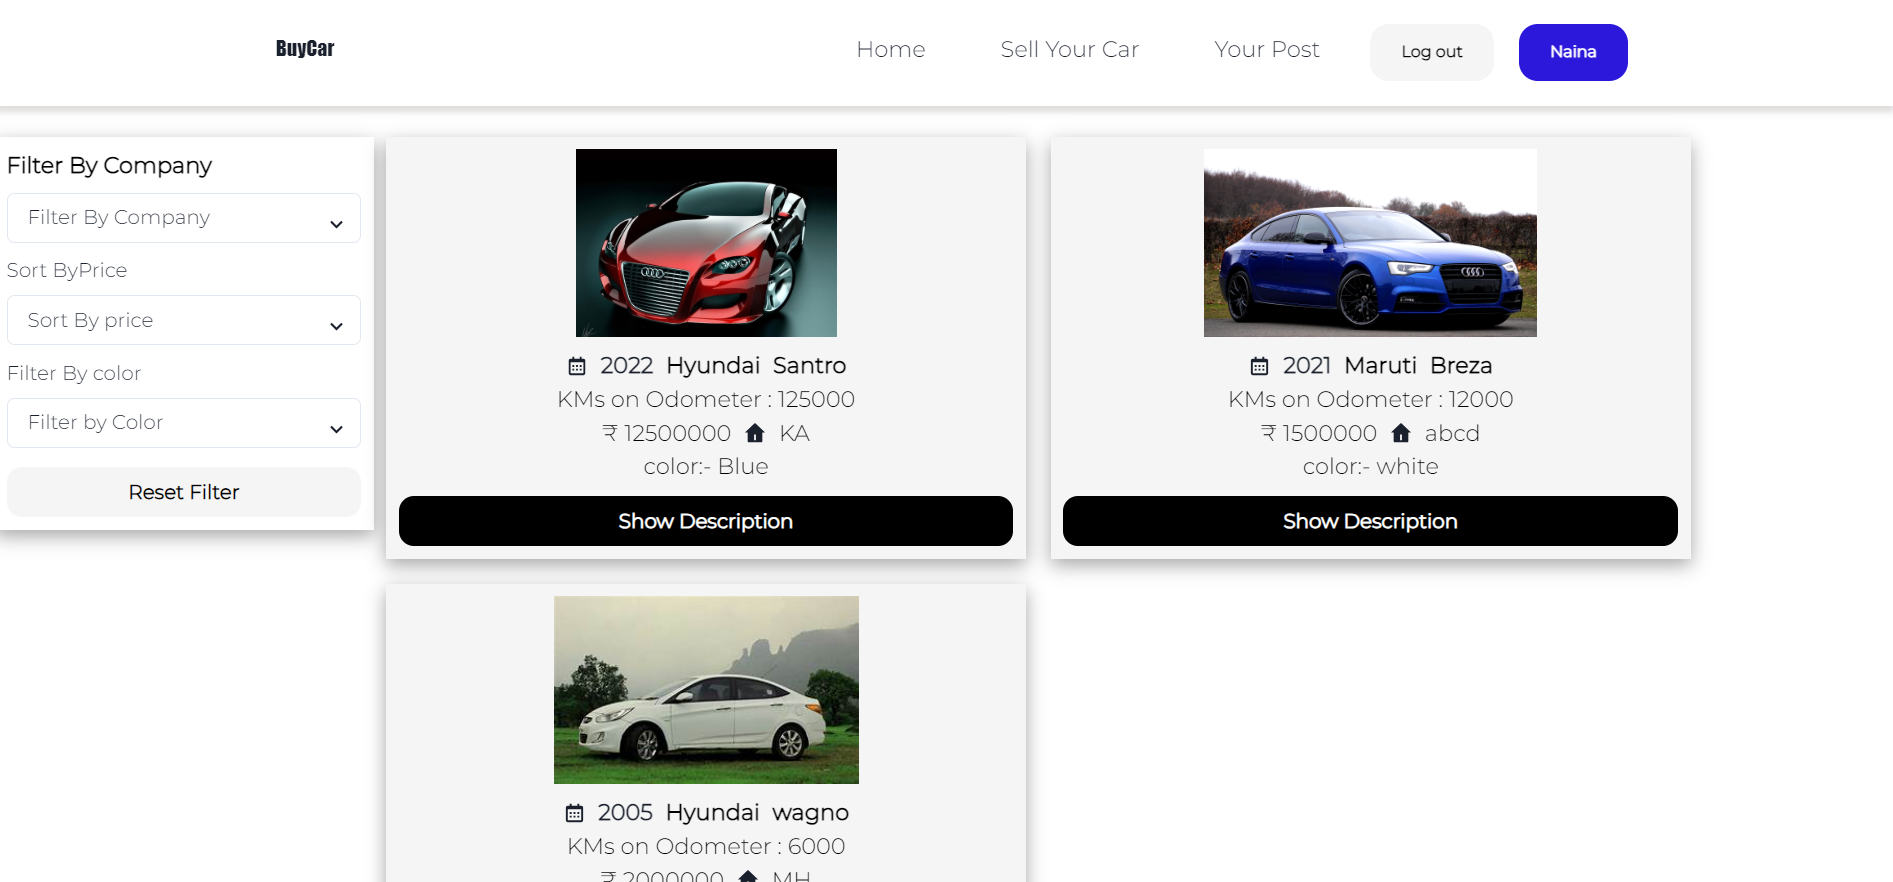 BuyCar
Home
Sell Your Car
Your Post
Log out
Naina
Filter By Company
Filter By Company
Sort ByPrice
Sort By price
Filter By color
Filter by Color
Reset Filter
2022 Hyundai Santro
KMs on Odometer : 125000
₹ 12500000 KA
color:- Blue
Show Description
2021 Maruti Breza
KMs on Odometer : 12000
₹ 1500000 abcd
color:- white
Show Description
2005 Hyundai wagno
KMs on Odometer : 6000
₹ 2000000 MH